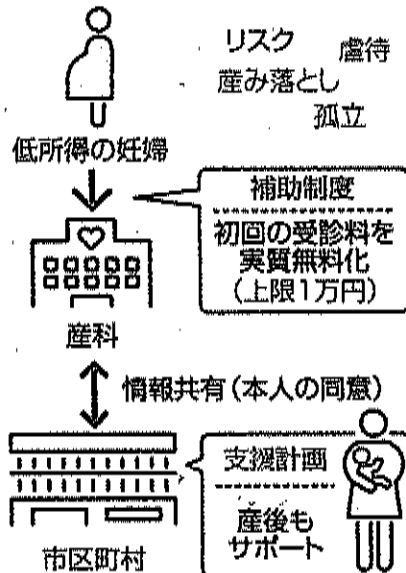 リスク
虐待
産み落とし
孤立
低所得の妊婦
補助制度
初回の受診料を
実質無料化
(上限1万円)
産科
情報共有(本人の同意)
支援計画
産後も
サポート
市区町村